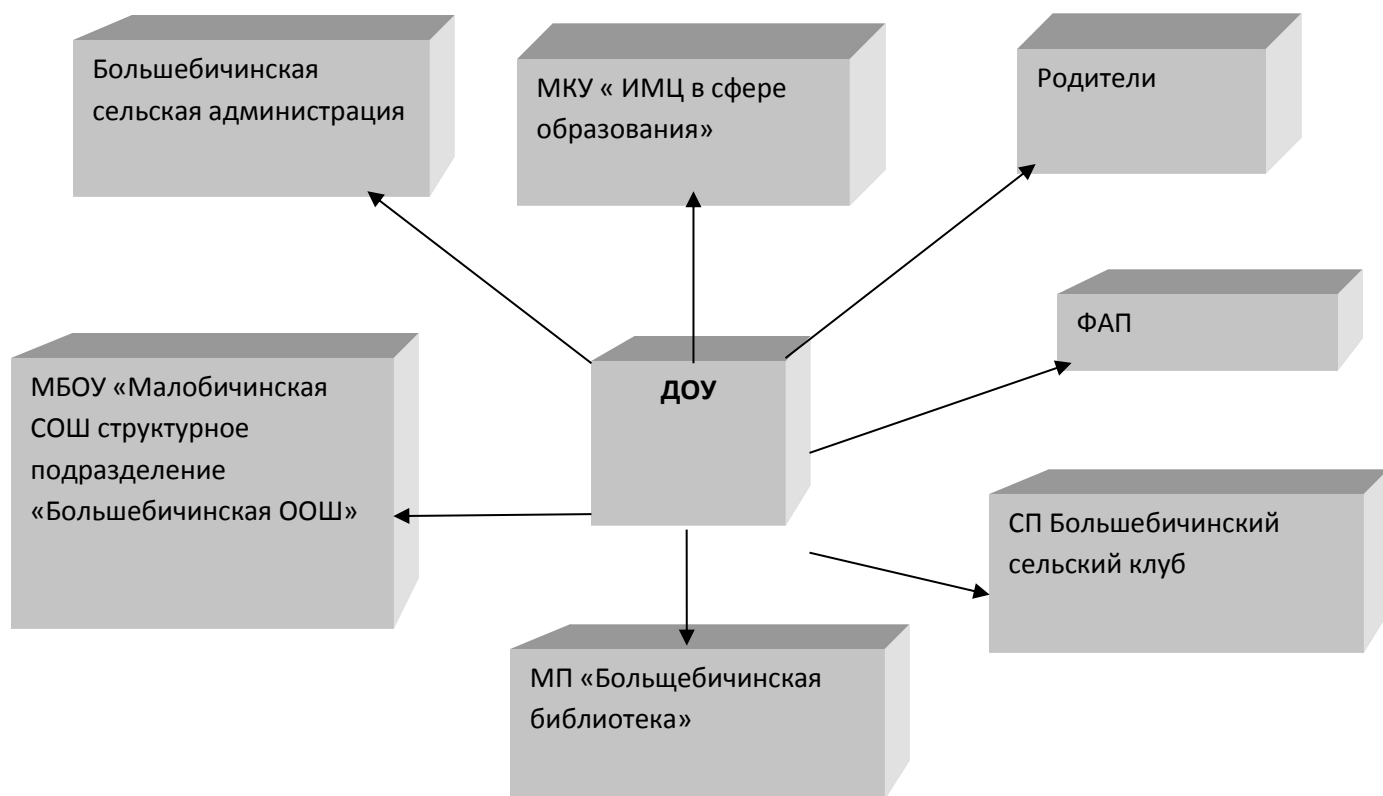 Большебичинская
сельская администрация
МКУ « ИМЦ в сфере
образования»
Родители
ФАП
ДОУ
МБОУ «Малобичинская
СОШ структурное
подразделение
«Большебичинская ООШ»
СП Большебичинский
сельский клуб
МП «Больщебичинская
библиотека»